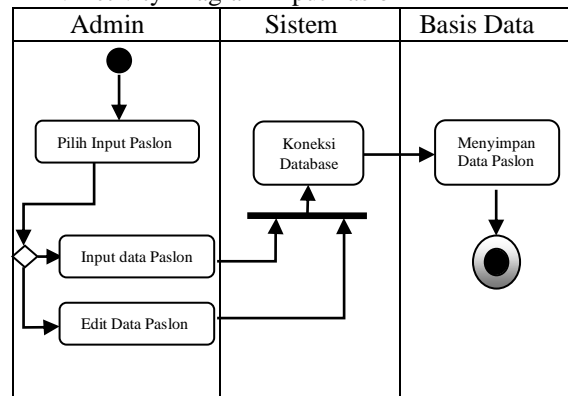 Admin
Sistem
Basis Data
Pilih Input Paslon
Koneksi
Database
Menyimpan
Data Paslon
Input data Paslon
Edit Data Paslon